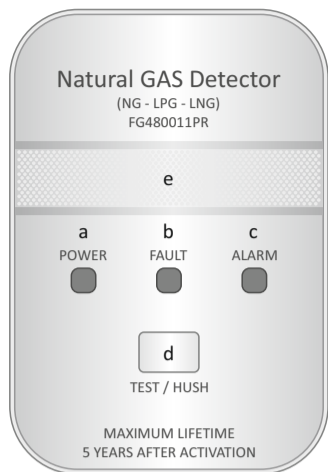 Natural GAS Detector
(NG - LPG - LNG)
FG480011PR
e
a b c
POWER FAULT ALARM
d
TEST / HUSH
MAXIMUM LIFETIME
5 YEARS AFTER ACTIVATION